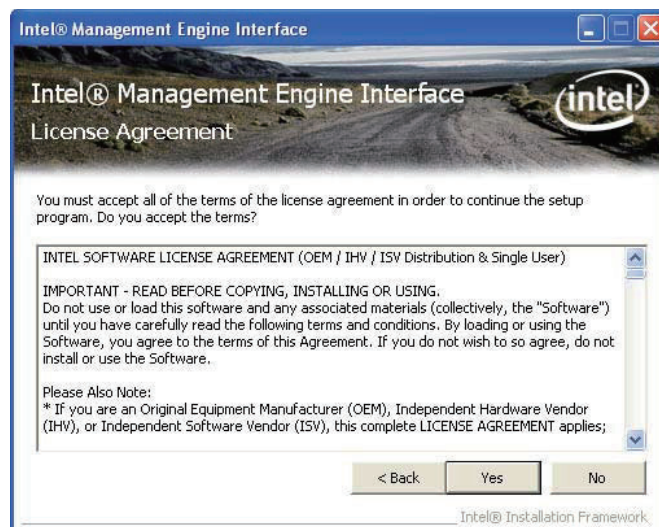 Intel® Management Engine Interface
Intel® Management Engine Interface
intel
License Agreement
You must accept all of the terms of the license agreement in order to continue the setup
program. Do you accept the terms?
INTEL SOFTWARE LICENSE AGREEMENT (OEM / IHV / ISV Distribution & Single User)
IMPORTANT - READ BEFORE COPYING, INSTALLING OR USING.
Do not use or load this software and any associated materials (collectively, the "Software")
until you have carefully read the following terms and conditions. By loading or using the
Software, you agree to the terms of this Agreement. If you do not wish to so agree, do not
install or use the Software.
Please Also Note:
* If you are an Original Equipment Manufacturer (OEM), Independent Hardware Vendor
(IHV), or Independent Software Vendor (ISV), this complete LICENSE AGREEMENT applies;
< Back Yes No
Intel® Installation Framework